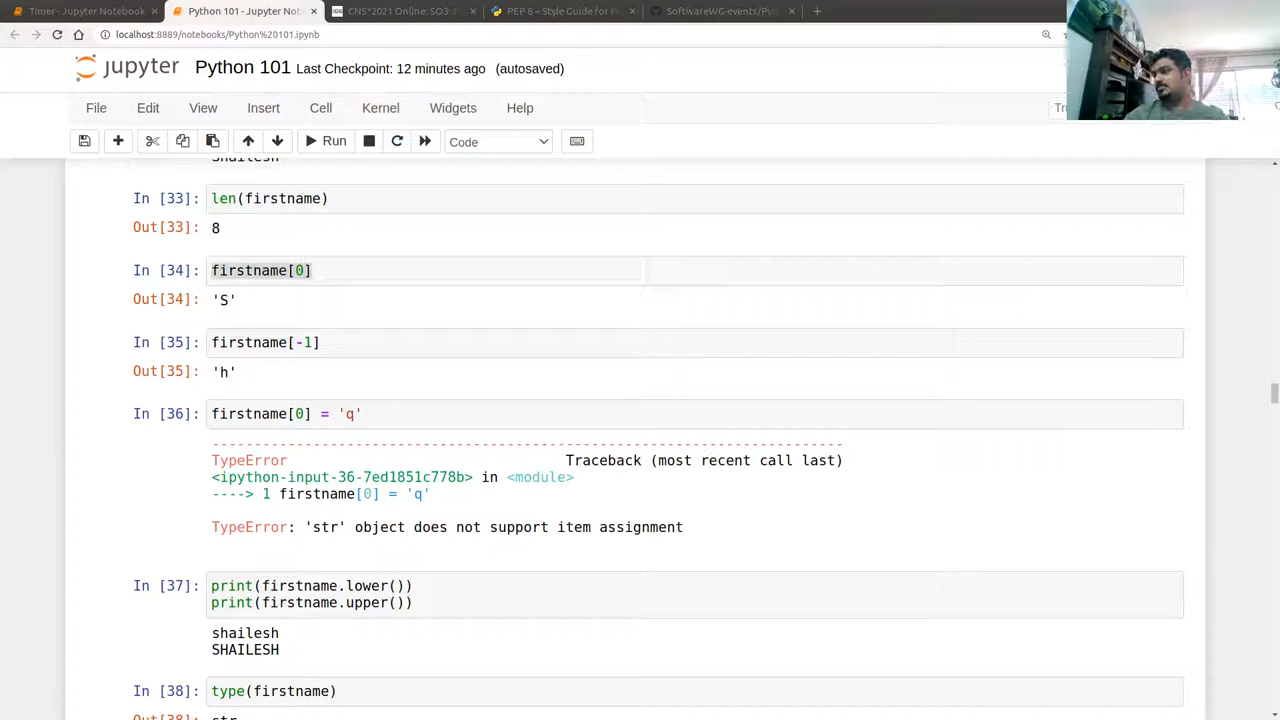 Timer - Jupyter Notebook
Python 101 - Jupyter Not
CNS*2021 Online: SO3: P
PEP 8 – Style Guide for P
SoftwareWG-events/Pyt
localhost:8889/notebooks/Python%20101.ipynb
jupyter Python 101 Last Checkpoint: 12 minutes ago (autosaved)
File Edit View Insert Cell Kernel Widgets Help
Run Code
Shailesh
In [33]: len(firstname)
Out[33]: 8
In [34]: firstname[0]
Out[34]: 'S'
In [35]: firstname[-1]
Out[35]: 'h'
In [36]: firstname[0] = 'q'
---------------------------------------------------------------------------
TypeError Traceback (most recent call last)
<ipython-input-36-7ed1851c778b> in <module>
----> 1 firstname[0] = 'q'
TypeError: 'str' object does not support item assignment
In [37]: print(firstname.lower())
print(firstname.upper())
shailesh
SHAILESH
In [38]: type(firstname)
Out[38]: str